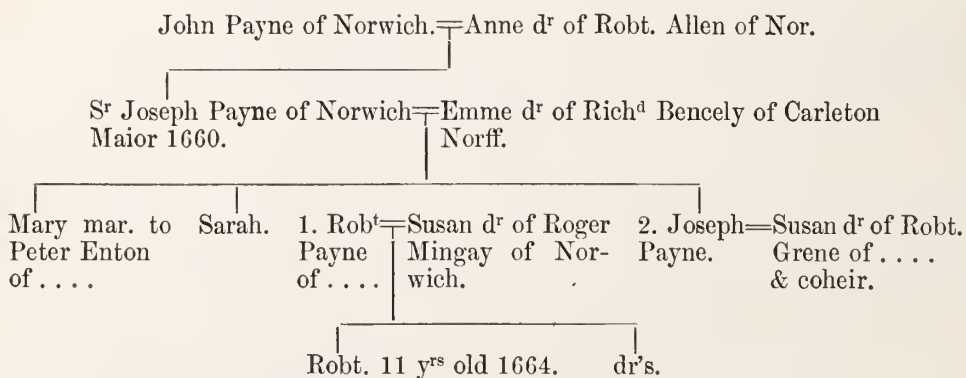 John Payne of Norwich.=Anne dʳ of Robt. Allen of Nor.
Sʳ Joseph Payne of Norwich=Emme dʳ of Richᵈ Bencely of Carleton
Maior 1660. Norff.
Mary mar. to Sarah. 1. Robᵗ=Susan dʳ of Roger 2. Joseph=Susan dʳ of Robt.
Peter Enton Payne Mingay of Nor- Payne. Grene of . . . .
of . . . . of . . . . wich. & coheir.
Robt. 11 yʳˢ old 1664. dr's.